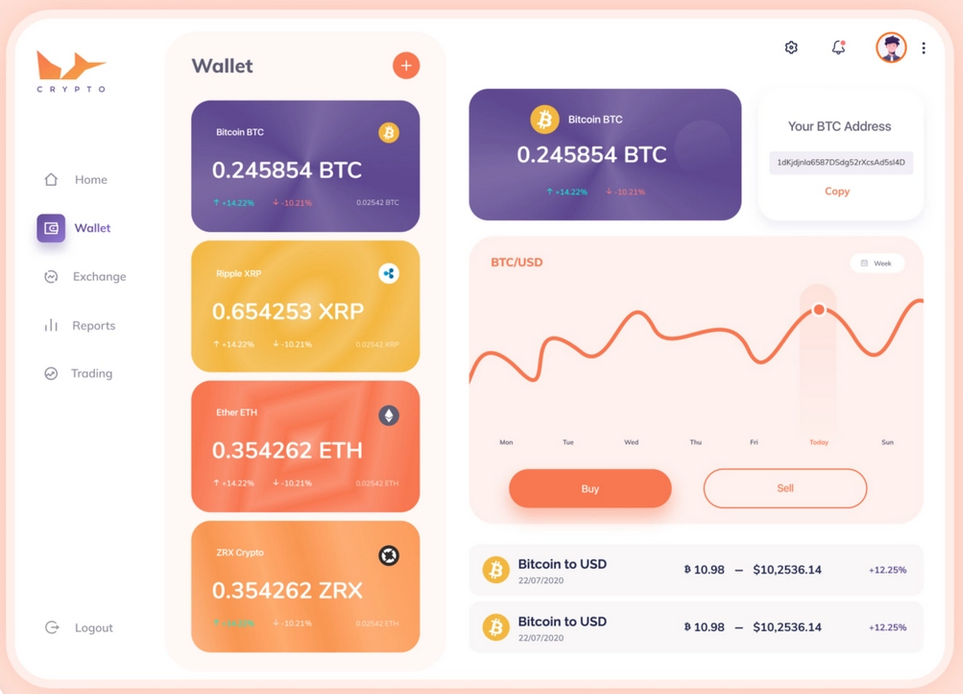 CRYPTO
Home
Wallet
Exchange
Reports
Trading
Logout
Wallet
Bitcoin BTC
0.245854 BTC
+14.22% -10.21% 0.02542 BTC
Ripple XRP
0.654253 XRP
+14.22% -10.21% 0.02542 XRP
Ether ETH
0.354262 ETH
+14.22% -10.21% 0.02542 ETH
ZRX Crypto
0.354262 ZRX
-10.21% 0.02542 ETH
Bitcoin BTC
0.245854 BTC
+14.22% -10.21%
Your BTC Address
1dKjdjnla6587DSdg52rXcsAd5sl4D
Copy
BTC/USD
Week
Mon Tue Wed Thu Fri Today Sun
Buy Sell
Bitcoin to USD
22/07/2020
฿ 10.98 – $10,2536.14 +12.25%
Bitcoin to USD
22/07/2020
฿ 10.98 – $10,2536.14 +12.25%